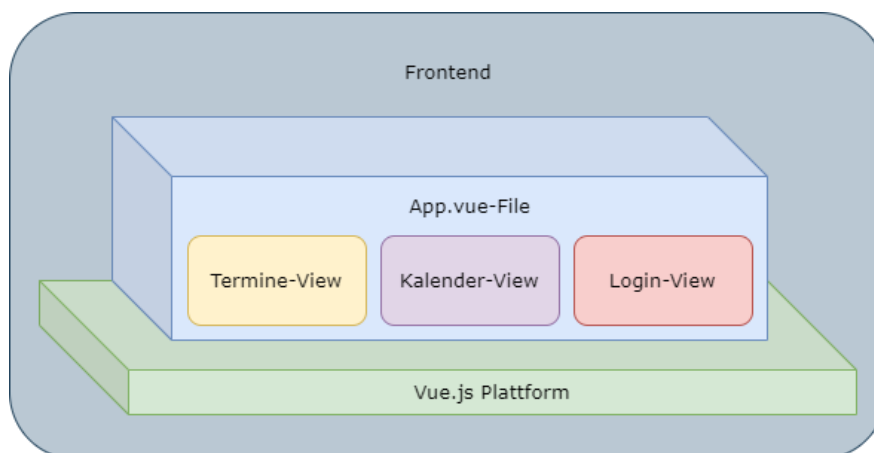 Frontend
App.vue-File
Termine-View
Kalender-View
Login-View
Vue.js Plattform